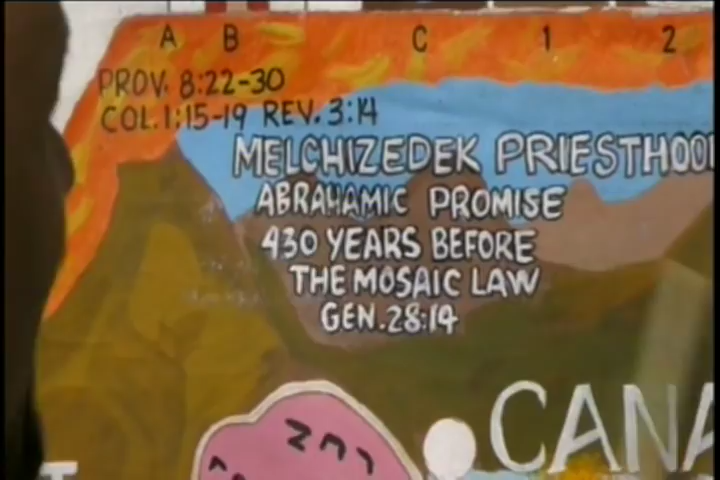 A B C 1 2
PROV. 8:22-30
COL. 1:15-19 REV. 3:14
MELCHIZEDEK PRIESTHOO
ABRAHAMIC PROMISE
430 YEARS BEFORE
THE MOSAIC LAW
GEN. 28:14
CANA